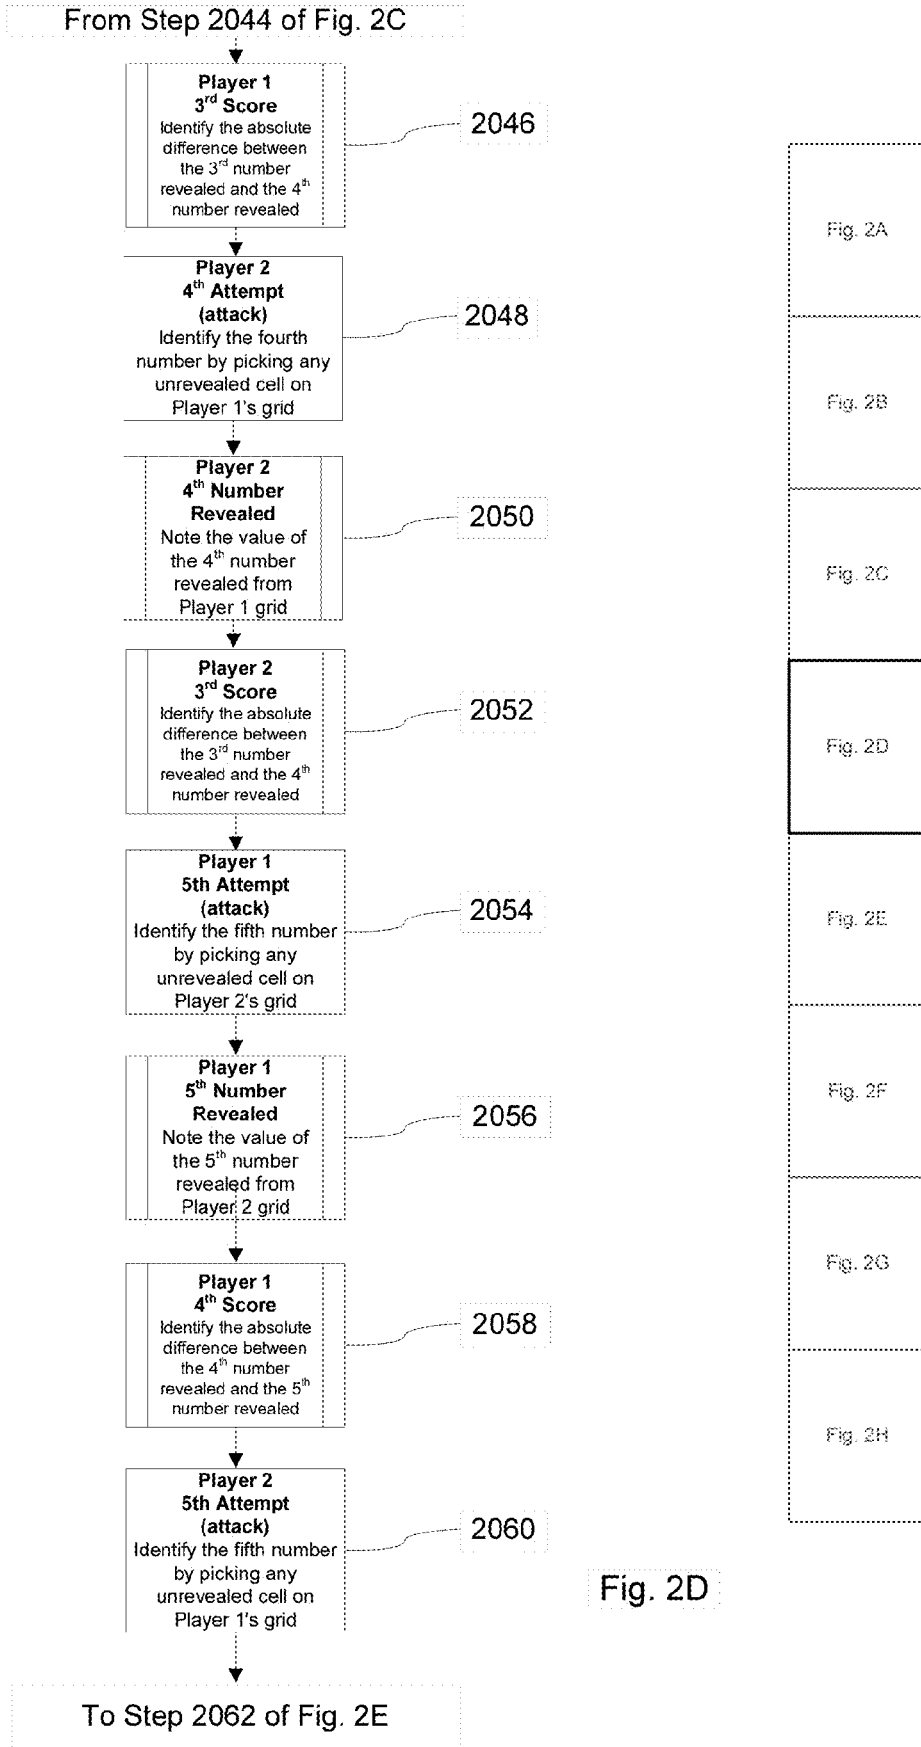 From Step 2044 of Fig. 2C
Player 1
3rd Score
Identify the absolute
difference between
the 3rd number
revealed and the 4th
number revealed
2046
Player 2
4th Attempt
(attack)
Identify the fourth
number by picking any
unrevealed cell on
Player 1's grid
2048
Player 2
4th Number
Revealed
Note the value of
the 4th number
revealed from
Player 1 grid
2050
Player 2
3rd Score
Identify the absolute
difference between
the 3rd number
revealed and the 4th
number revealed
2052
Player 1
5th Attempt
(attack)
Identify the fifth number
by picking any
unrevealed cell on
Player 2's grid
2054
Player 1
5th Number
Revealed
Note the value of
the 5th number
revealed from
Player 2 grid
2056
Player 1
4th Score
Identify the absolute
difference between
the 4th number
revealed and the 5th
number revealed
2058
Player 2
5th Attempt
(attack)
Identify the fifth number
by picking any
unrevealed cell on
Player 1's grid
2060
To Step 2062 of Fig. 2E
Fig. 2A
Fig. 2B
Fig. 2C
Fig. 2D
Fig. 2E
Fig. 2F
Fig. 2G
Fig. 2H
Fig. 2D